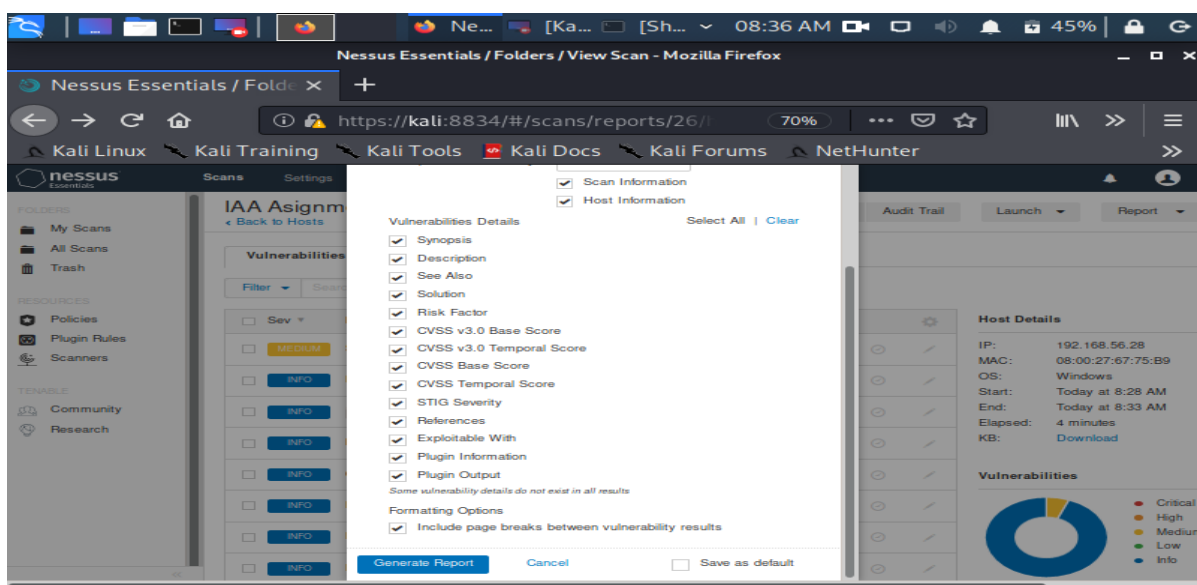 Ne... [Ka... [Sh... 08:36 AM 45%
Nessus Essentials / Folders / View Scan - Mozilla Firefox
Nessus Essentials / Folde
https://kali:8834/#/scans/reports/26/ 70%
Kali Linux Kali Training Kali Tools Kali Docs Kali Forums NetHunter
nessus Essentials Scans Settings
FOLDERS
My Scans
All Scans
Trash
RESOURCES
Policies
Plugin Rules
Scanners
TENABLE
Community
Research
IAA Asignm
Back to Hosts
Audit Trail Launch Report
Vulnerabilities
Filter Searc
Sev
MEDIUM
INFO
INFO
INFO
INFO
INFO
INFO
INFO
Scan Information
Host Information
Vulnerabilities Details Select All | Clear
Synopsis
Description
See Also
Solution
Risk Factor
CVSS v3.0 Base Score
CVSS v3.0 Temporal Score
CVSS Base Score
CVSS Temporal Score
STIG Severity
References
Exploitable With
Plugin Information
Plugin Output
Some vulnerability details do not exist in all results
Formatting Options
Include page breaks between vulnerability results
Generate Report Cancel Save as default
Host Details
IP: 192.168.56.28
MAC: 08:00:27:67:75:B9
OS: Windows
Start: Today at 8:28 AM
End: Today at 8:33 AM
Elapsed: 4 minutes
KB: Download
Vulnerabilities
Critical
High
Medium
Low
Info